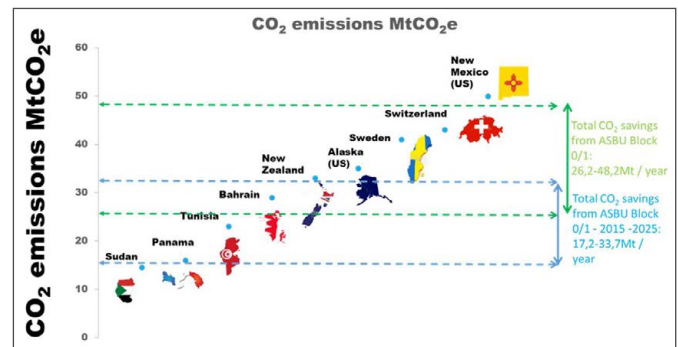 CO₂ emissions MtCO₂e
CO₂ emissions MtCO₂e
60
50
40
30
20
10
0
Sudan
Panama
Tunisia
Bahrain
New
Zealand
Alaska
(US)
Sweden
Switzerland
New
Mexico
(US)
Total CO₂ savings
from ASBU Block
0/1:
26,2-48,2Mt / year
Total CO₂ savings
from ASBU Block
0/1 - 2015 -2025:
17,2-33,7Mt /
year